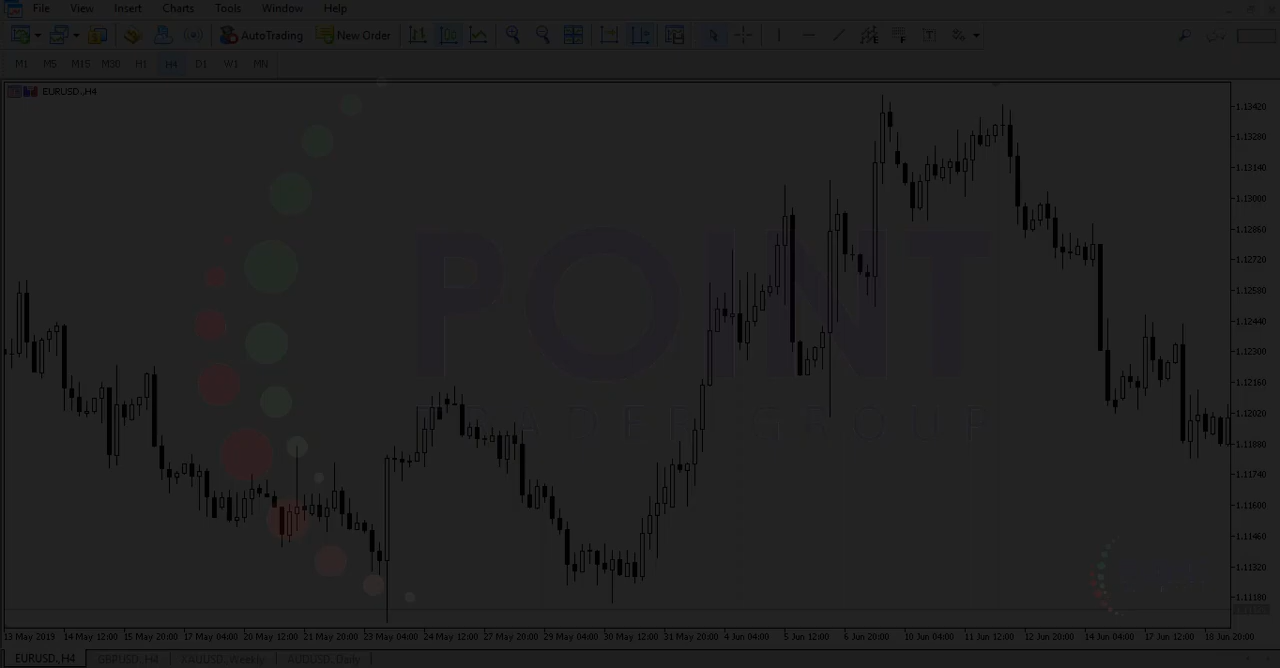 File View Insert Charts Tools Window Help
AutoTrading New Order
M1 M5 M15 M30 H1 H4 D1 W1 MN
EURUSD.,H4
1.13420
1.13280
1.13140
1.13000
1.12860
1.12720
1.12580
1.12440
1.12300
1.12160
1.12020
1.11880
1.11740
1.11600
1.11460
1.11320
1.11180
POINT
TRADER GROUP
13 May 2019 14 May 12:00 15 May 20:00 17 May 04:00 20 May 12:00 21 May 20:00 23 May 04:00 24 May 12:00 27 May 20:00 29 May 04:00 30 May 12:00 31 May 20:00 4 Jun 04:00 5 Jun 12:00 6 Jun 20:00 10 Jun 04:00 11 Jun 12:00 12 Jun 20:00 14 Jun 04:00 17 Jun 12:00 18 Jun 20:00
EURUSD.,H4 GBPUSD.,H4 XAUUSD.,Weekly AUDUSD.,Daily